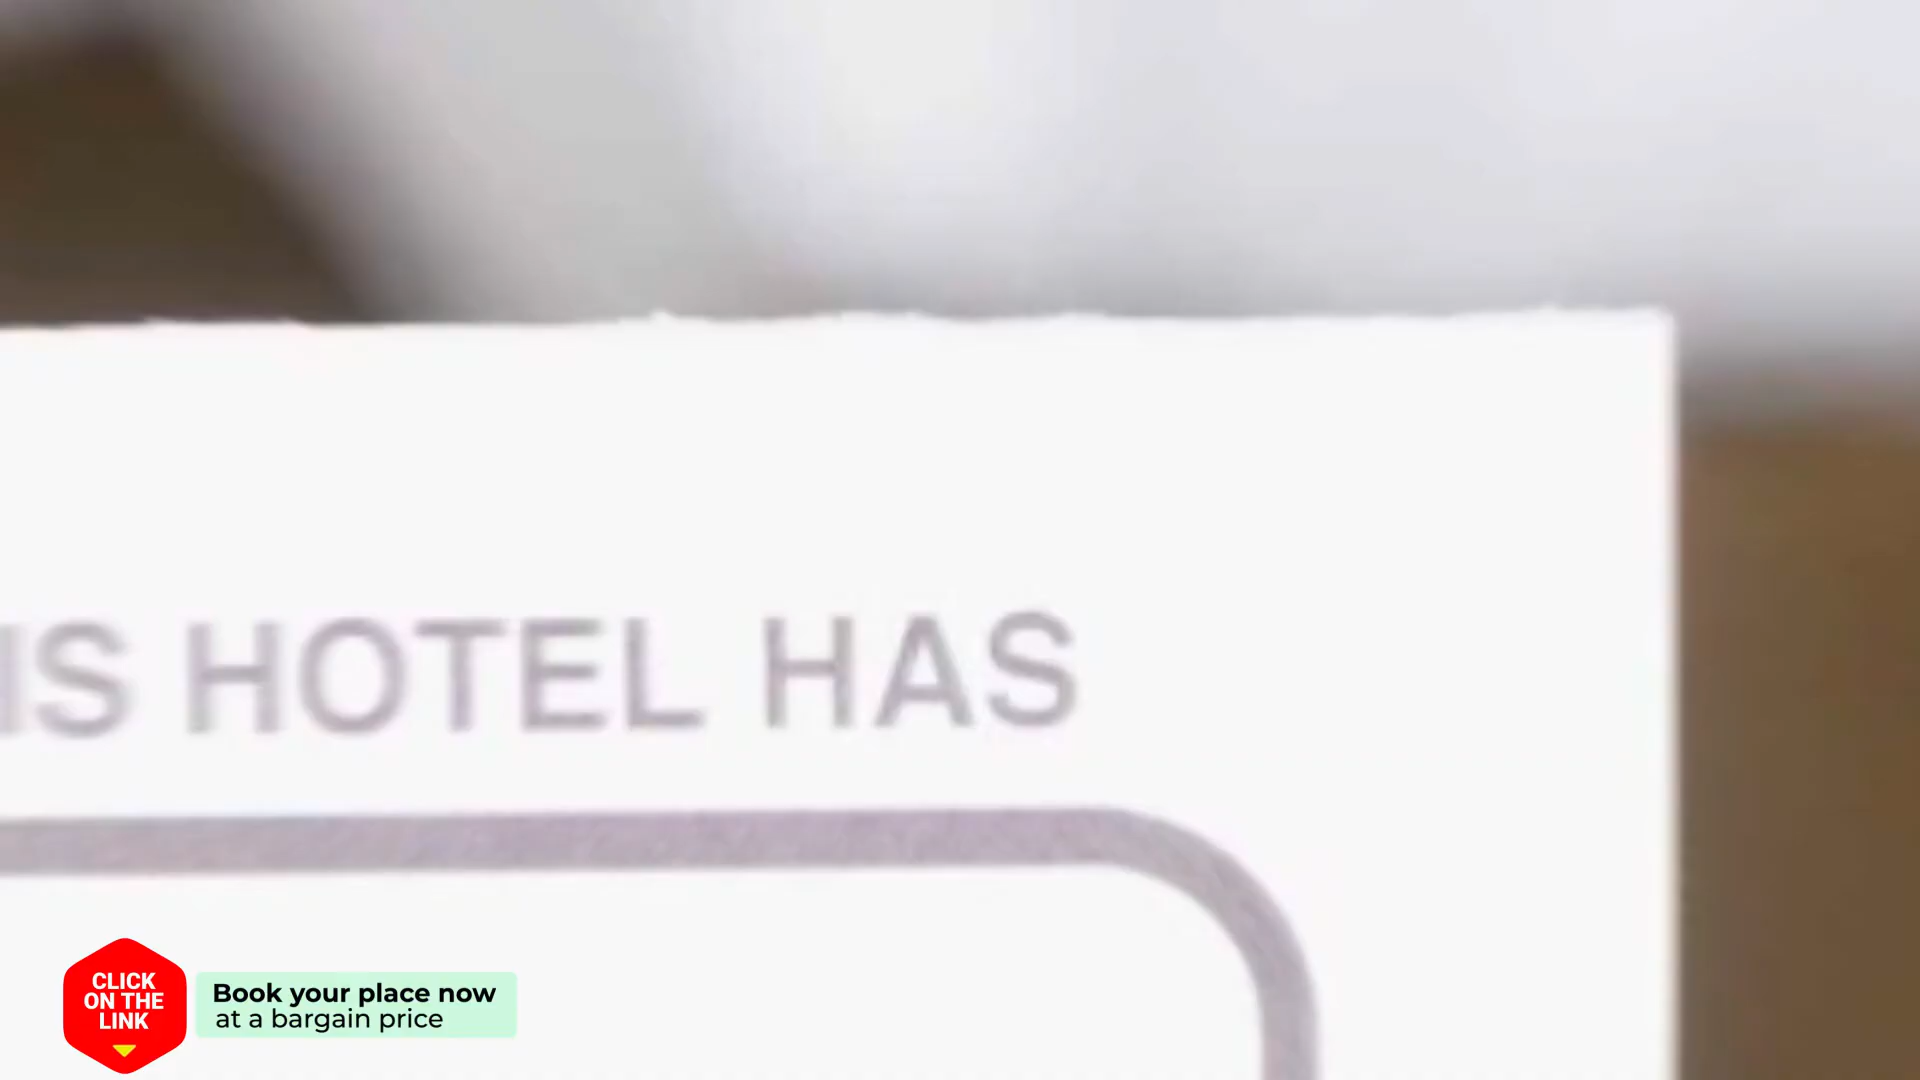 IS HOTEL HAS
CLICK
ON THE
LINK
Book your place now
at a bargain price